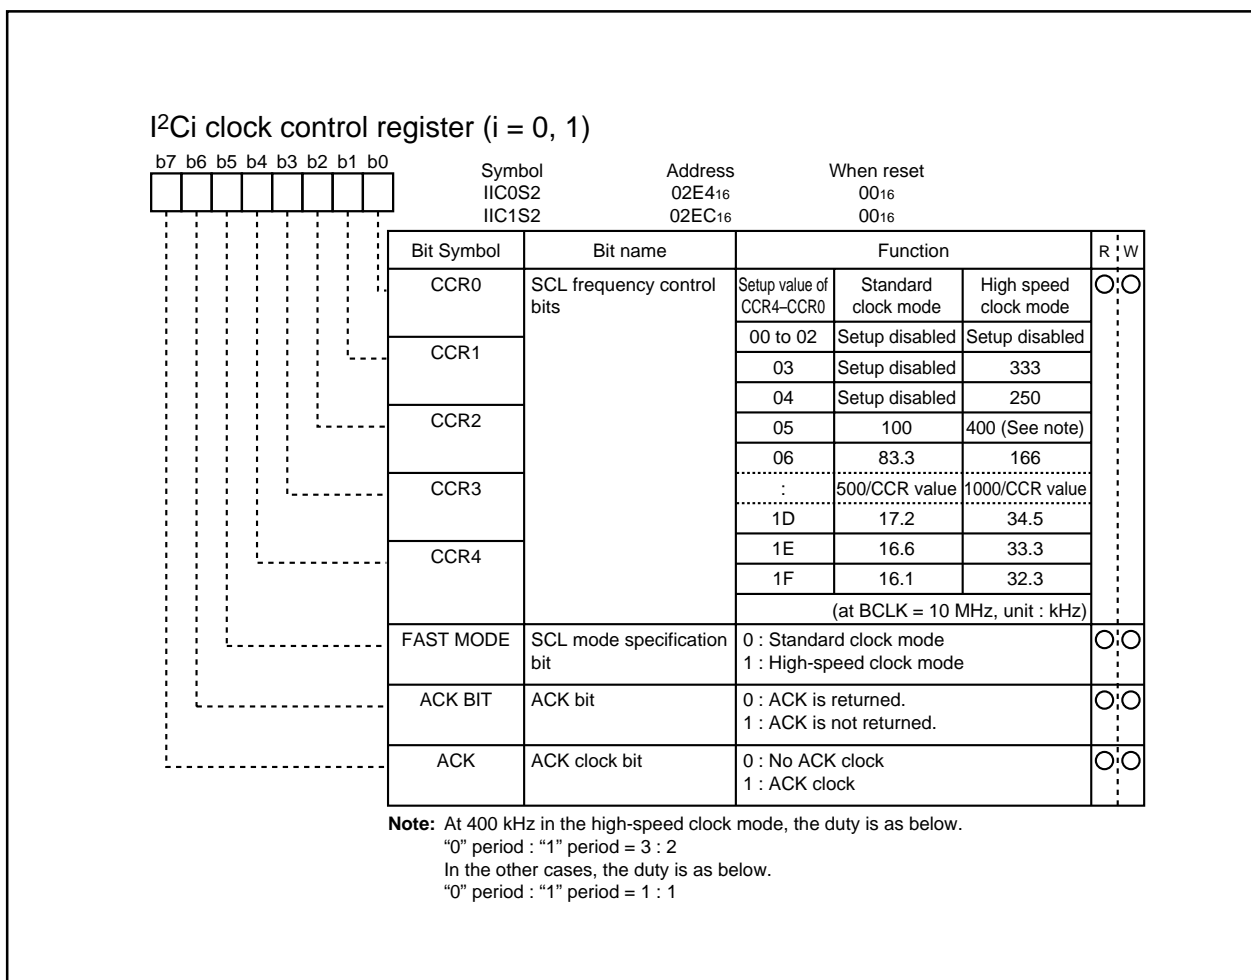 I²Ci clock control register (i = 0, 1)
b7 b6 b5 b4 b3 b2 b1 b0
Symbol Address When reset
IIC0S2 02E416 0016
IIC1S2 02EC16 0016
Bit Symbol Bit name Function R W
CCR0 SCL frequency control bits
Setup value of CCR4–CCR0 Standard clock mode High speed clock mode
00 to 02 Setup disabled Setup disabled
CCR1
03 Setup disabled 333
04 Setup disabled 250
CCR2
05 100 400 (See note)
06 83.3 166
CCR3
: 500/CCR value 1000/CCR value
1D 17.2 34.5
CCR4
1E 16.6 33.3
1F 16.1 32.3
(at BCLK = 10 MHz, unit : kHz)
FAST MODE SCL mode specification bit
0 : Standard clock mode
1 : High-speed clock mode
ACK BIT ACK bit
0 : ACK is returned.
1 : ACK is not returned.
ACK ACK clock bit
0 : No ACK clock
1 : ACK clock
Note: At 400 kHz in the high-speed clock mode, the duty is as below.
“0” period : “1” period = 3 : 2
In the other cases, the duty is as below.
“0” period : “1” period = 1 : 1